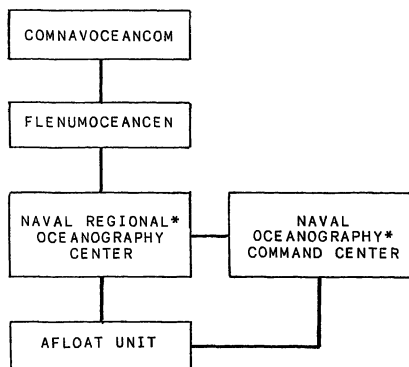 COMNAVOCEANCOM
FLENUMOCEANCEN
NAVAL REGIONAL*
OCEANOGRAPHY
CENTER
NAVAL
OCEANOGRAPHY*
COMMAND CENTER
AFLOAT UNIT